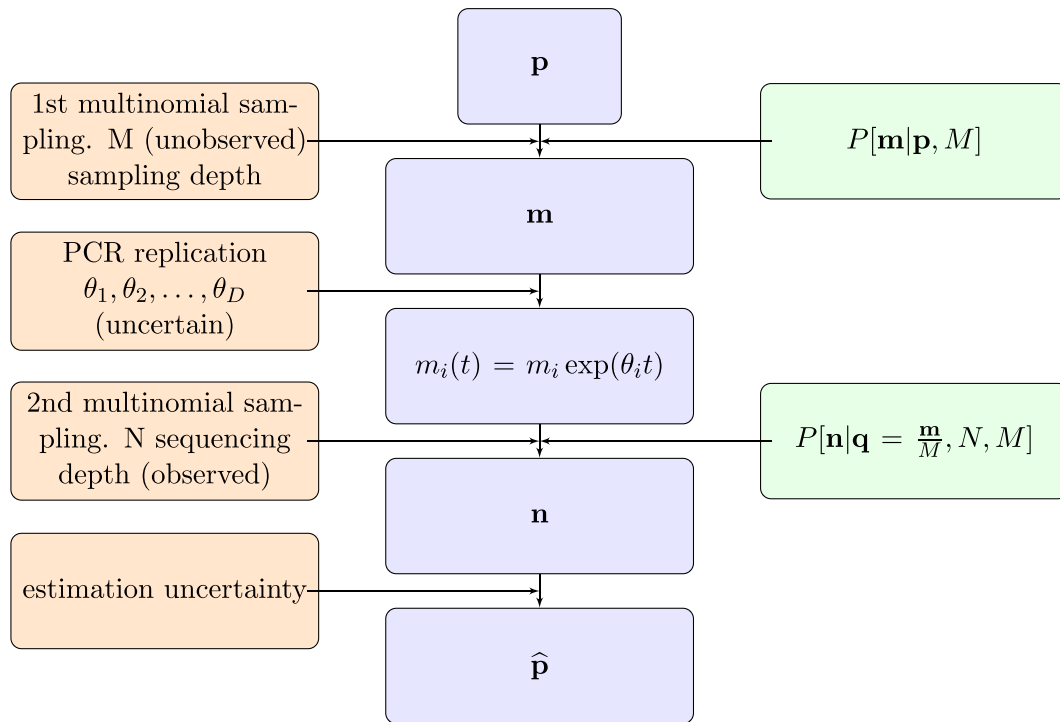 p
1st multinomial sam-
pling. M (unobserved)
sampling depth
P[m|p, M]
m
PCR replication
θ₁, θ₂, . . . , θ_D
(uncertain)
mᵢ(t) = mᵢ exp(θᵢt)
2nd multinomial sam-
pling. N sequencing
depth (observed)
P[n|q = m/M, N, M]
n
estimation uncertainty
p̂